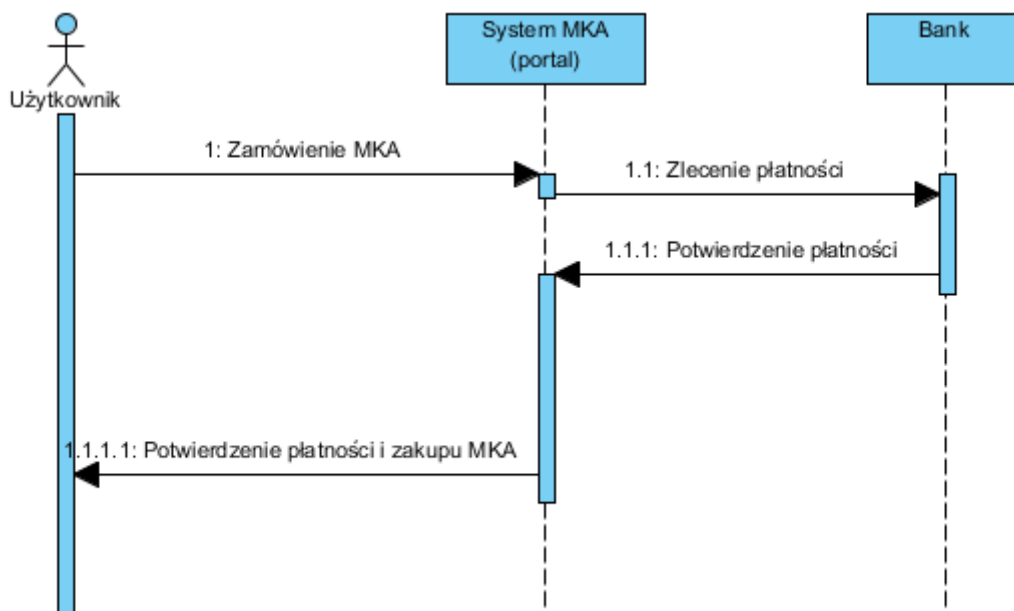 System MKA
(portal)
Bank
Użytkownik
1: Zamówienie MKA
1.1: Zlecenie płatności
1.1.1: Potwierdzenie płatności
1.1.1.1: Potwierdzenie płatności i zakupu MKA